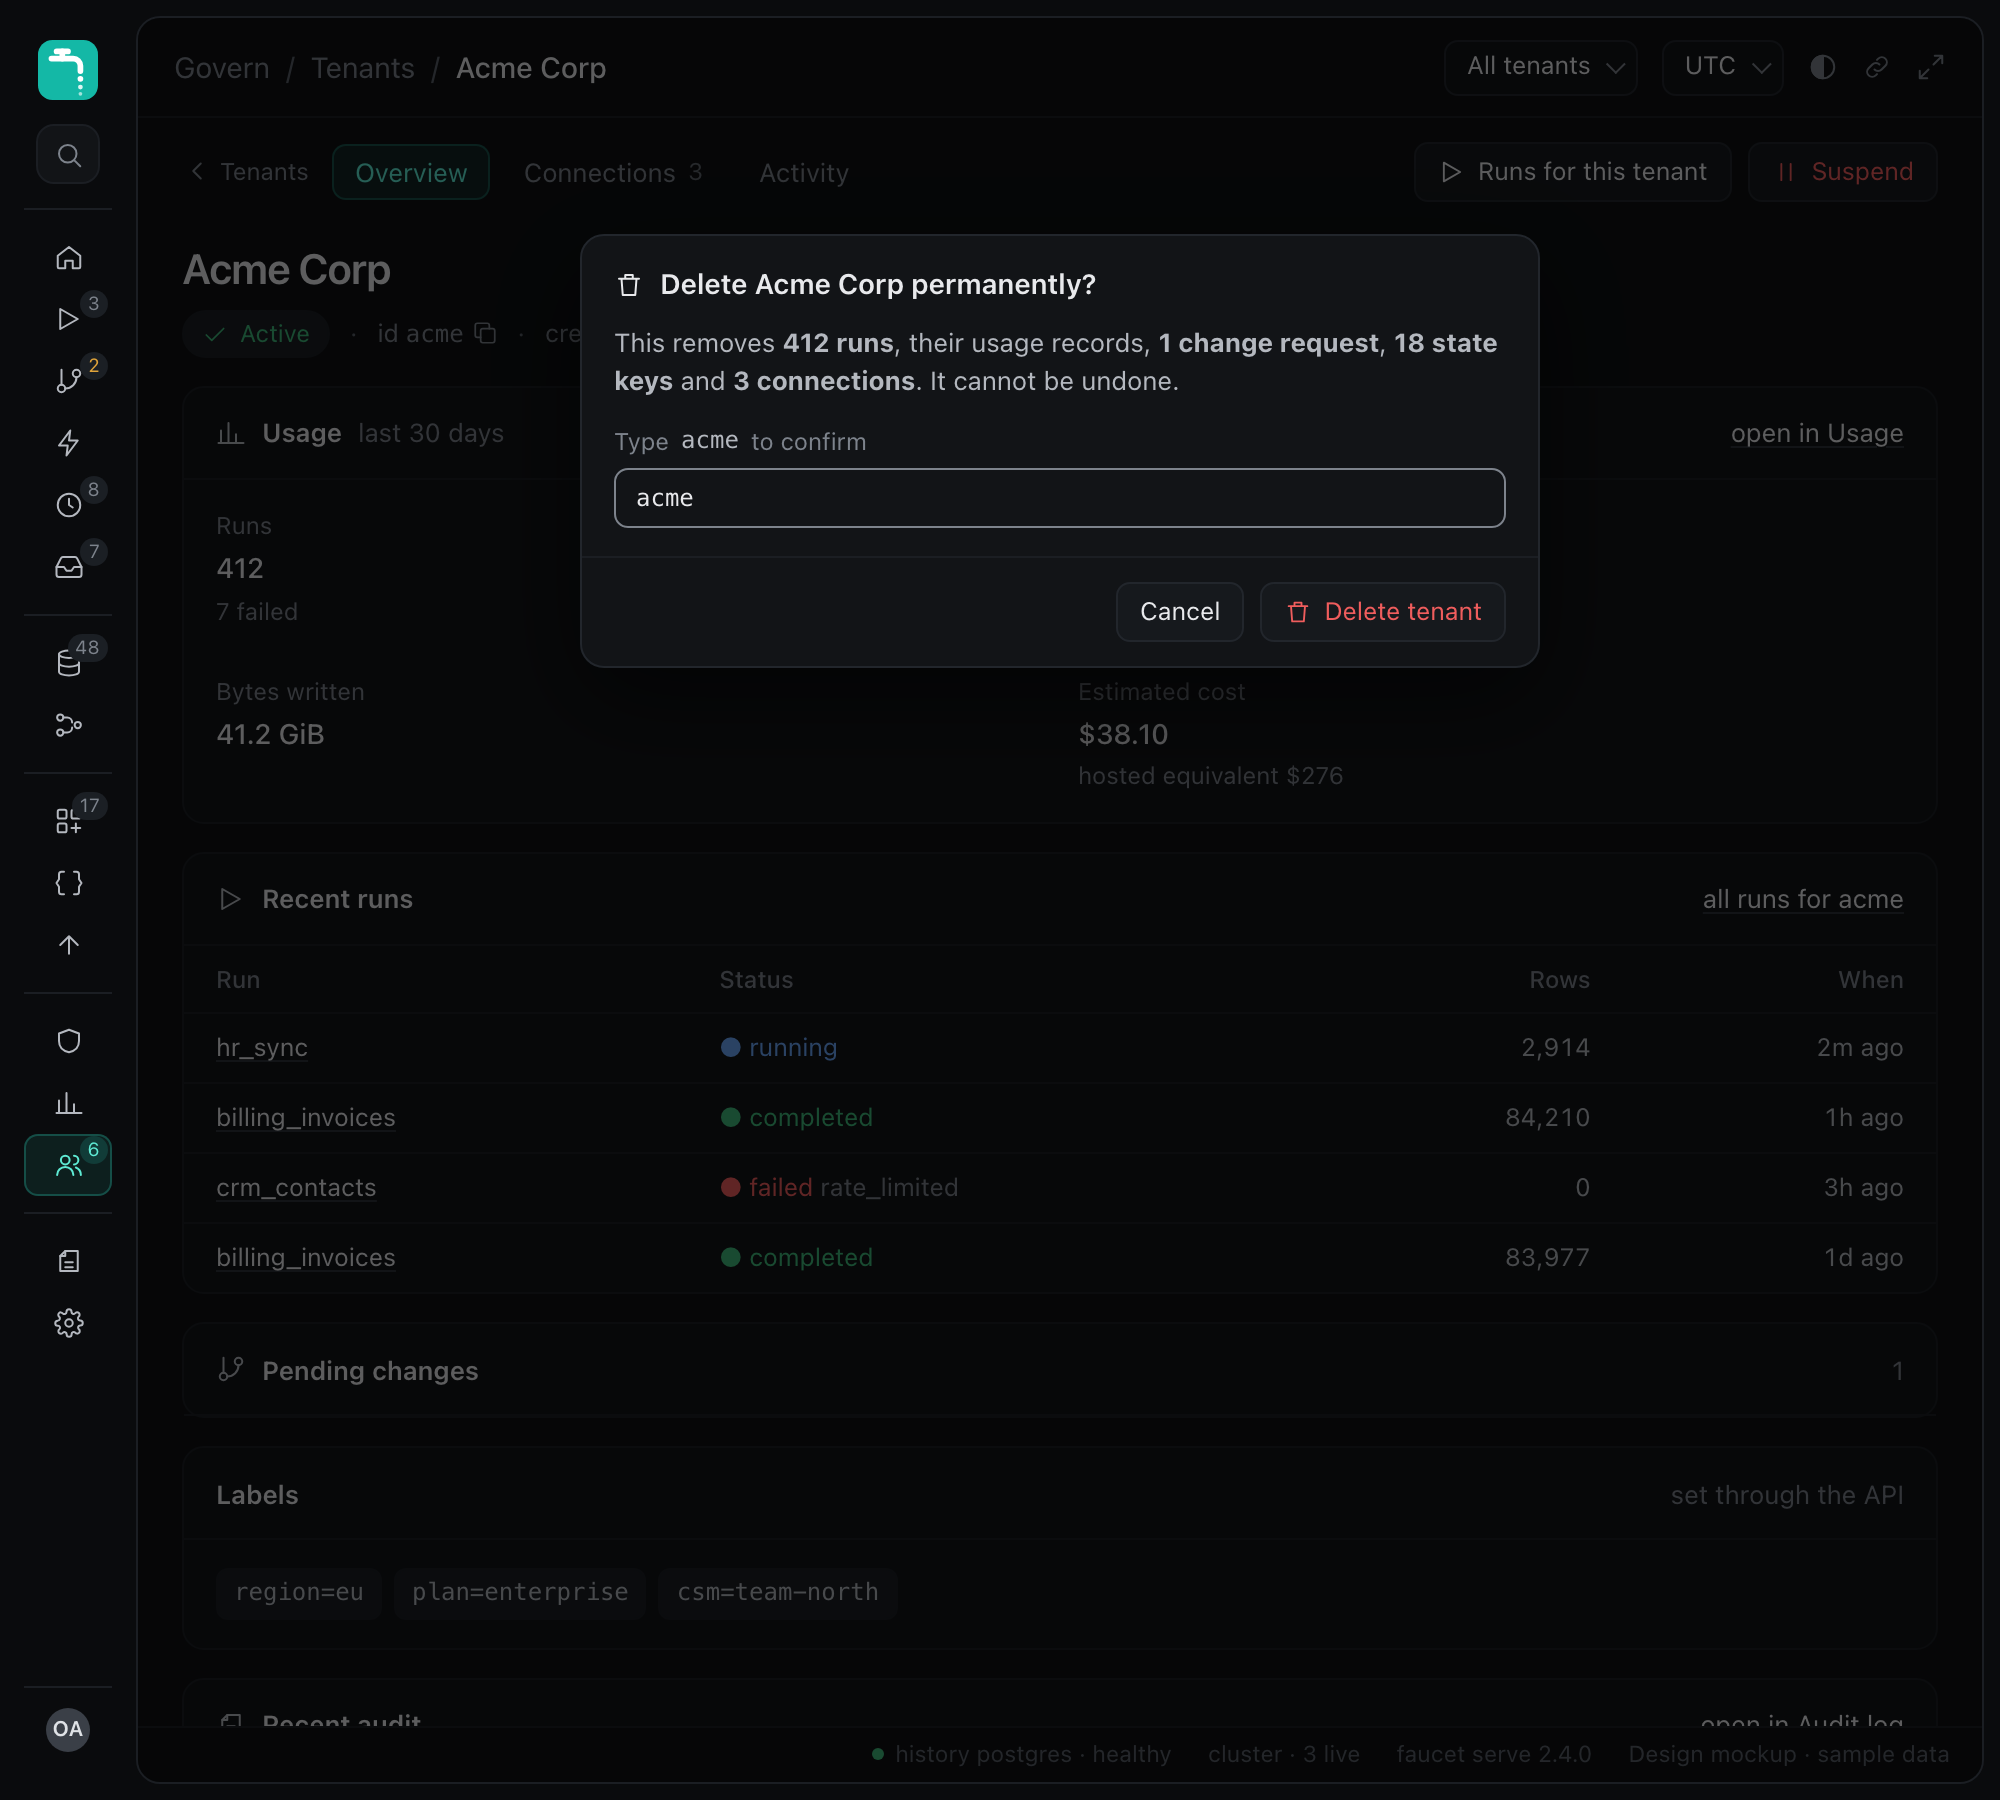 Govern / Tenants / Acme Corp
All tenants
UTC
Tenants
Overview
Connections 3
Activity
Runs for this tenant
Suspend
Acme Corp
Active · id acme · cre
Delete Acme Corp permanently?
This removes 412 runs, their usage records, 1 change request, 18 state
keys and 3 connections. It cannot be undone.
Type acme to confirm
acme
Cancel
Delete tenant
Usage last 30 days
open in Usage
Runs
412
7 failed
Bytes written
41.2 GiB
Estimated cost
$38.10
hosted equivalent $276
Recent runs
all runs for acme
Run Status Rows When
hr_sync running 2,914 2m ago
billing_invoices completed 84,210 1h ago
crm_contacts failed rate_limited 0 3h ago
billing_invoices completed 83,977 1d ago
Pending changes 1
Labels
set through the API
region=eu plan=enterprise csm=team-north
Recent audit
open in Audit log
history postgres · healthy cluster · 3 live faucet serve 2.4.0 Design mockup · sample data
3
2
8
7
48
17
6
OA